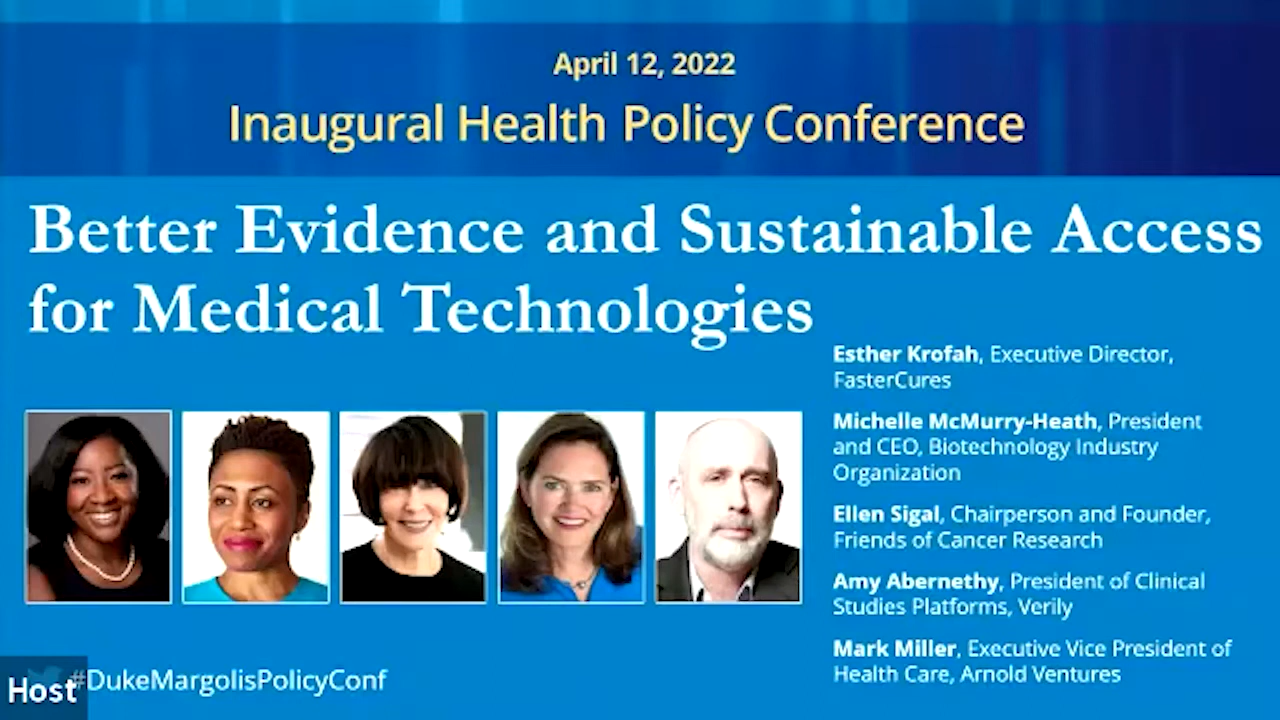 April 12, 2022
Inaugural Health Policy Conference
Better Evidence and Sustainable Access
for Medical Technologies
Esther Krofah, Executive Director,
FasterCures
Michelle McMurry-Heath, President
and CEO, Biotechnology Industry
Organization
Ellen Sigal, Chairperson and Founder,
Friends of Cancer Research
Amy Abernethy, President of Clinical
Studies Platforms, Verily
Mark Miller, Executive Vice President of
Health Care, Arnold Ventures
#DukeMargolisPolicyConf
Host